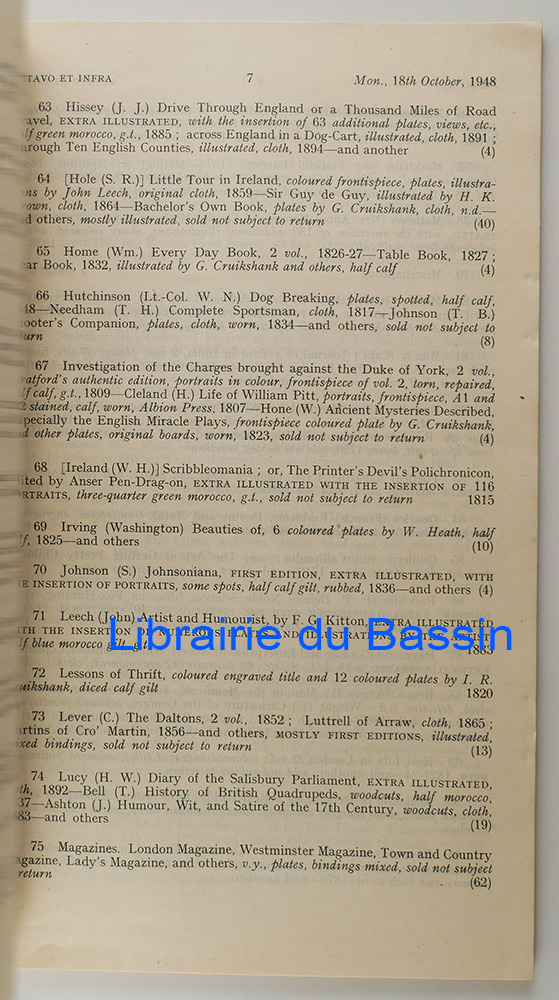 TAVO ET INFRA 7 Mon., 18th October, 1948
63 Hissey (J. J.) Drive Through England or a Thousand Miles of Road
avel, EXTRA ILLUSTRATED, with the insertion of 63 additional plates, views, etc.,
lf green morocco, g.t., 1885 ; across England in a Dog-Cart, illustrated, cloth, 1891 ;
rough Ten English Counties, illustrated, cloth, 1894—and another (4)
64 [Hole (S. R.)] Little Tour in Ireland, coloured frontispiece, plates, illustra-
ns by John Leech, original cloth, 1859—Sir Guy de Guy, illustrated by H. K.
own, cloth, 1864—Bachelor's Own Book, plates by G. Cruikshank, cloth, n.d.—
d others, mostly illustrated, sold not subject to return (40)
65 Home (Wm.) Every Day Book, 2 vol., 1826-27—Table Book, 1827 ;
ar Book, 1832, illustrated by G. Cruikshank and others, half calf (4)
66 Hutchinson (Lt.-Col. W. N.) Dog Breaking, plates, spotted, half calf,
48—Needham (T. H.) Complete Sportsman, cloth, 1817—Johnson (T. B.)
ooter's Companion, plates, cloth, worn, 1834—and others, sold not subject to
urn (8)
67 Investigation of the Charges brought against the Duke of York, 2 vol.,
ratford's authentic edition, portraits in colour, frontispiece of vol. 2, torn, repaired,
lf calf, g.t., 1809—Cleland (H.) Life of William Pitt, portraits, frontispiece, A1 and
2 stained, calf, worn, Albion Press, 1807—Hone (W.) Ancient Mysteries Described,
pecially the English Miracle Plays, frontispiece coloured plate by G. Cruikshank,
d other plates, original boards, worn, 1823, sold not subject to return (4)
68 [Ireland (W. H.)] Scribbleomania ; or, The Printer's Devil's Polichronicon,
ited by Anser Pen-Drag-on, EXTRA ILLUSTRATED WITH THE INSERTION OF 116
RTRAITS, three-quarter green morocco, g.t., sold not subject to return 1815
69 Irving (Washington) Beauties of, 6 coloured plates by W. Heath, half
f, 1825—and others (10)
70 Johnson (S.) Johnsoniana, FIRST EDITION, EXTRA ILLUSTRATED, WITH
E INSERTION OF PORTRAITS, some spots, half calf gilt, rubbed, 1836—and others (4)
71 Leech (John) Artist and Humourist, by F. G. Kitton, EXTRA ILLUSTRATED
TH THE INSERTION OF NUMEROUS PLATES AND ILLUSTRATIONS BY THE ARTIST,
lf blue morocco gilt, g.t. 1883
Librairie du Bassin
72 Lessons of Thrift, coloured engraved title and 12 coloured plates by I. R.
uikshank, diced calf gilt 1820
73 Lever (C.) The Daltons, 2 vol., 1852 ; Luttrell of Arraw, cloth, 1865 ;
rtins of Cro' Martin, 1856—and others, MOSTLY FIRST EDITIONS, illustrated,
xed bindings, sold not subject to return (13)
74 Lucy (H. W.) Diary of the Salisbury Parliament, EXTRA ILLUSTRATED,
th, 1892—Bell (T.) History of British Quadrupeds, woodcuts, half morocco,
37—Ashton (J.) Humour, Wit, and Satire of the 17th Century, woodcuts, cloth,
83—and others (19)
75 Magazines. London Magazine, Westminster Magazine, Town and Country
agazine, Lady's Magazine, and others, v.y., plates, bindings mixed, sold not subject
return (62)